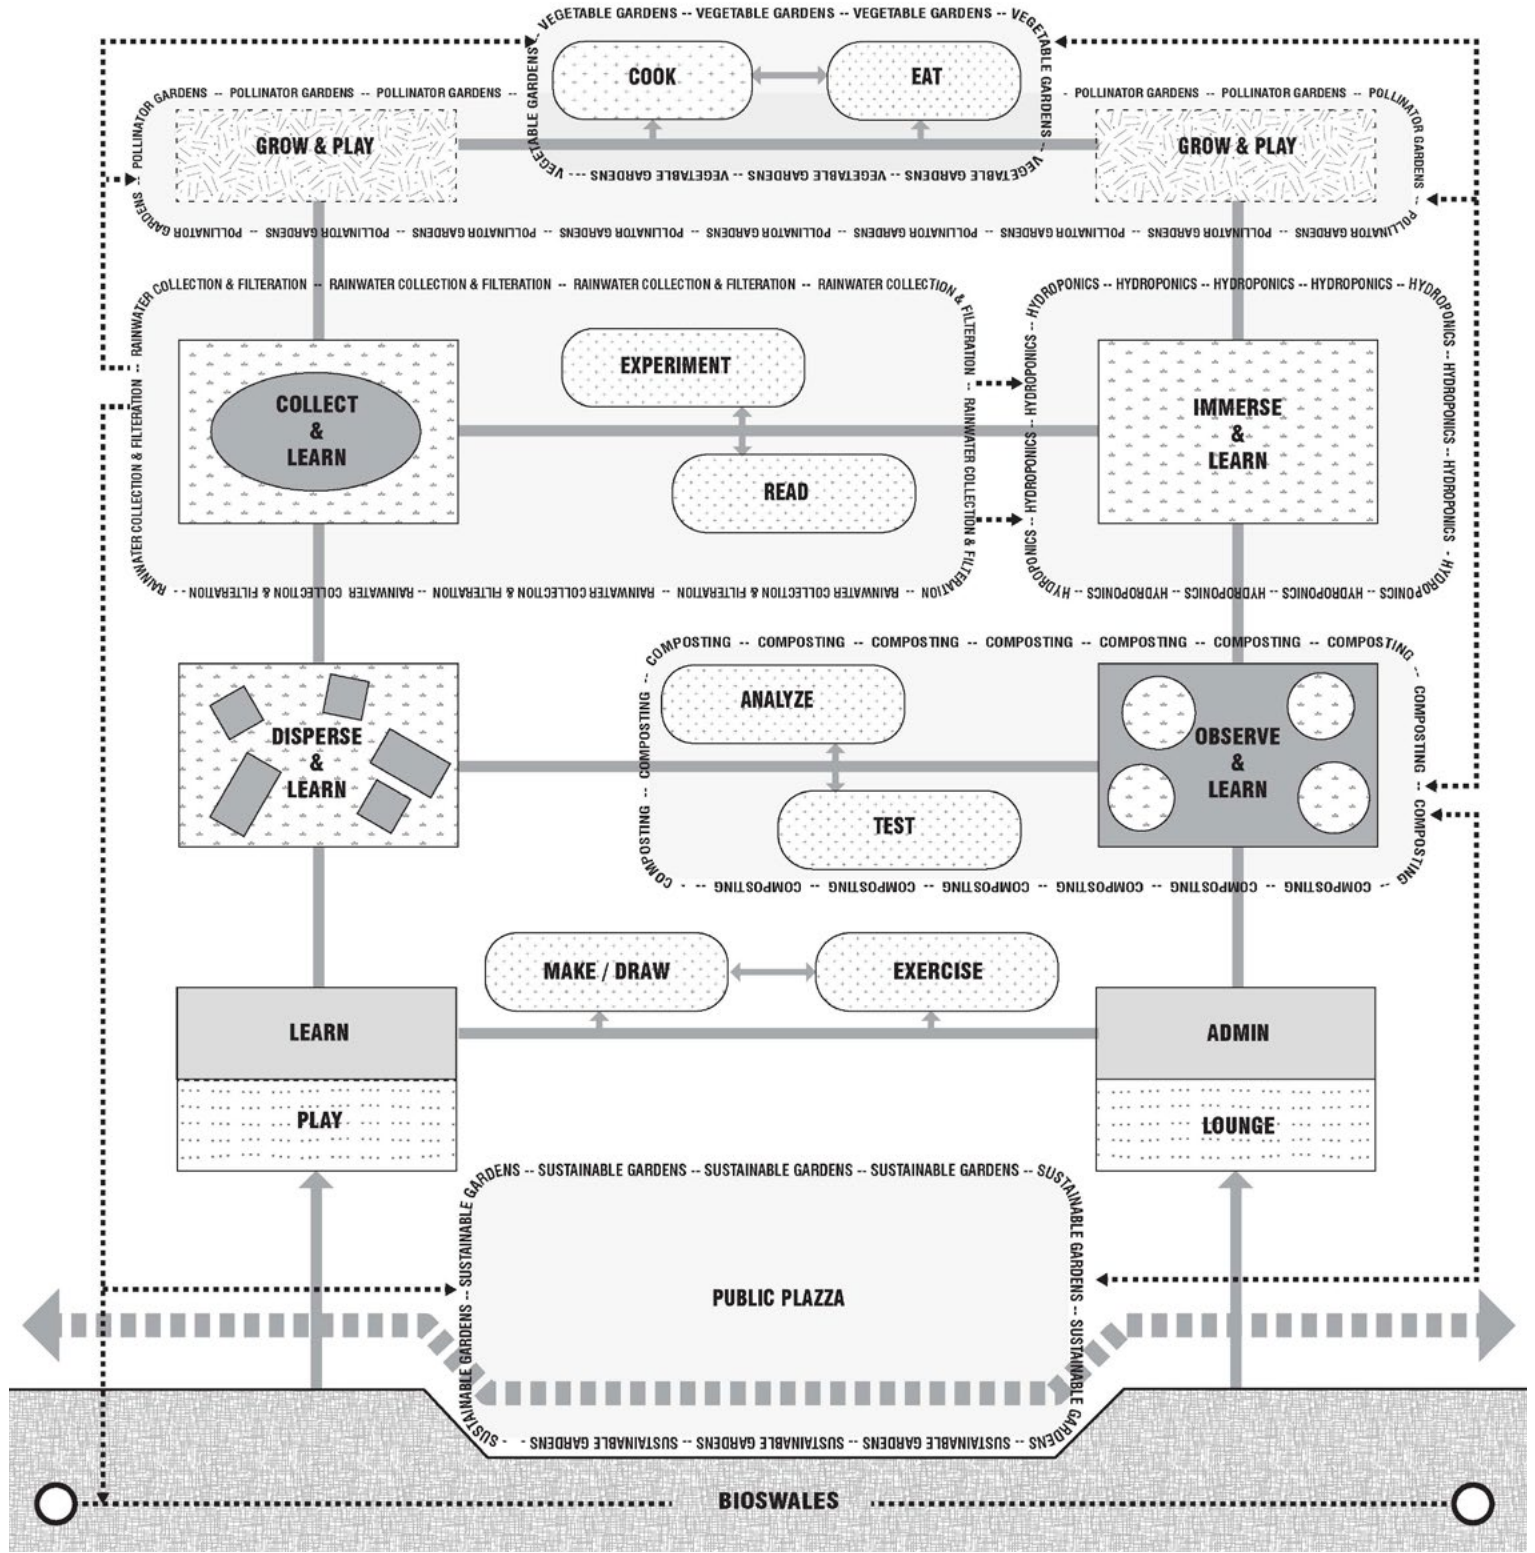 VEGETABLE GARDENS -- VEGETABLE GARDENS -- VEGETABLE GARDENS -- VEGETABLE GARDENS -- VEGETABLE GARDENS -- VEGETABLE GARDENS -- VEGETABLE GARDENS -- VEGETABLE GARDENS ---
COOK
EAT
POLLINATOR GARDENS -- POLLINATOR GARDENS -- POLLINATOR GARDENS --
- POLLINATOR GARDENS -- POLLINATOR GARDENS -- POLLINATOR GARDENS --
GROW & PLAY
GROW & PLAY
POLLINATOR GARDENS -- POLLINATOR GARDENS -- POLLINATOR GARDENS -- POLLINATOR GARDENS -- POLLINATOR GARDENS -- POLLINATOR GARDENS -- POLLINATOR GARDENS -- POLLINATOR GARDENS -- POLLINATOR GARDENS --
RAINWATER COLLECTION & FILTERATION -- RAINWATER COLLECTION & FILTERATION -- RAINWATER COLLECTION & FILTERATION -- RAINWATER COLLECTION & FILTERATION -- RAINWATER COLLECTION & FILTERATION -- RAINWATER COLLECTION & FILTERATION -- RAINWATER COLLECTION & FILTERATION -- RAINWATER COLLECTION & FILTERATION -- RAINWATER COLLECTION & FILTERATION --
HYDROPONICS -- HYDROPONICS -- HYDROPONICS -- HYDROPONICS -- HYDROPONICS -- HYDROPONICS -- HYDROPONICS - HYDROPONICS -- HYDROPONICS -- HYDROPONICS -- HYDROPONICS -- HYDROPONICS -- HYDROPONICS -- HYDROPONICS --
EXPERIMENT
COLLECT
&
LEARN
IMMERSE
&
LEARN
READ
COMPOSTING -- COMPOSTING -- COMPOSTING -- COMPOSTING -- COMPOSTING -- COMPOSTING -- COMPOSTING -- COMPOSTING -- COMPOSTING -- COMPOSTING -- COMPOSTING -- COMPOSTING -- COMPOSTING -- COMPOSTING -- COMPOSTING -- - COMPOSTING -- COMPOSTING --
ANALYZE
DISPERSE
&
LEARN
OBSERVE
&
LEARN
TEST
MAKE / DRAW
EXERCISE
LEARN
ADMIN
PLAY
LOUNGE
SUSTAINABLE GARDENS -- SUSTAINABLE GARDENS -- SUSTAINABLE GARDENS -- SUSTAINABLE GARDENS -- SUSTAINABLE GARDENS -- SUSTAINABLE GARDENS -- SUSTAINABLE GARDENS -- SUSTAINABLE GARDENS -- SUSTAINABLE GARDENS - - SUSTAINABLE GARDENS --
PUBLIC PLAZZA
BIOSWALES